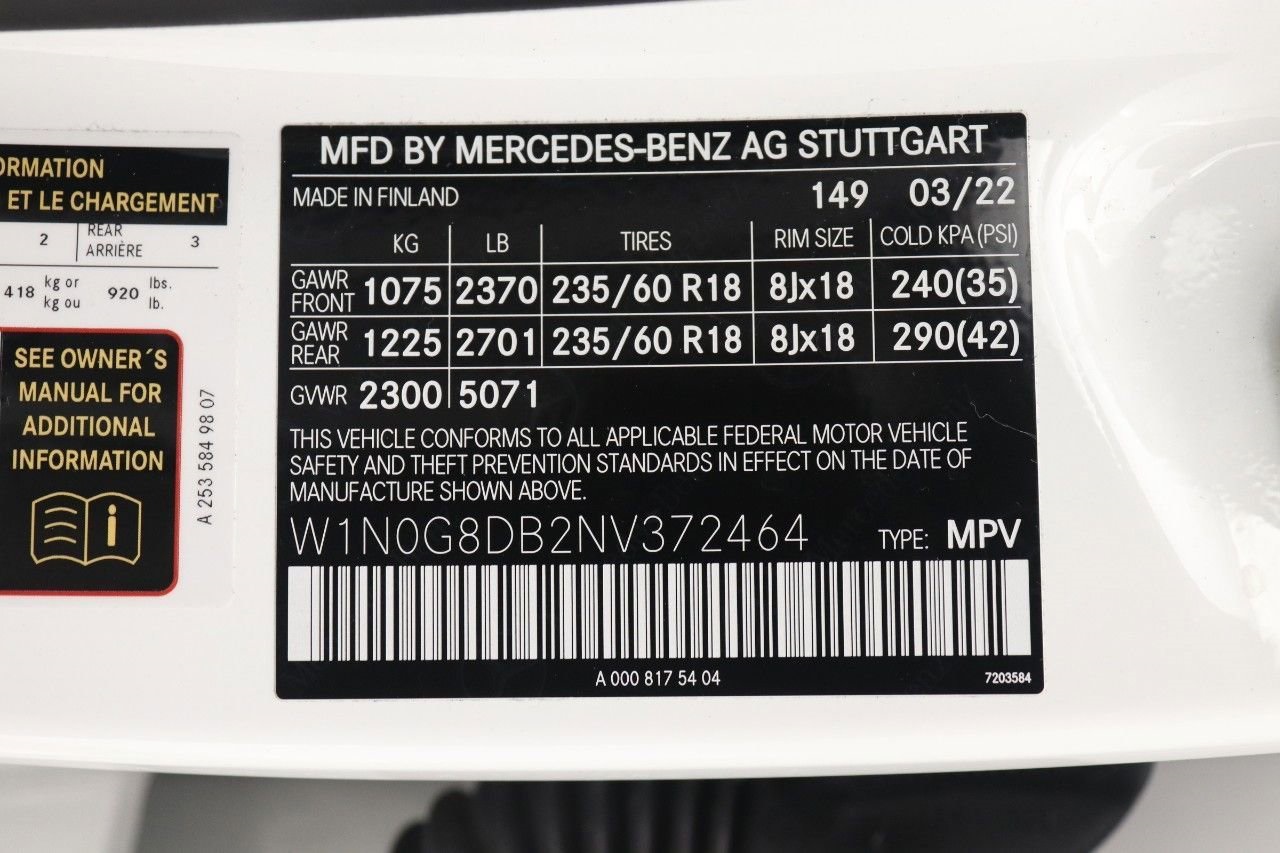 ORMATION
ET LE CHARGEMENT
2 REAR ARRIÈRE 3
418 kg or kg ou 920 lbs. lb.
SEE OWNER´S
MANUAL FOR
ADDITIONAL
INFORMATION
i
A 253 584 98 07
MFD BY MERCEDES-BENZ AG STUTTGART
MADE IN FINLAND 149 03/22
KG LB TIRES RIM SIZE COLD KPA(PSI)
GAWR FRONT 1075 2370 235/60 R18 8Jx18 240(35)
GAWR REAR 1225 2701 235/60 R18 8Jx18 290(42)
GVWR 2300 5071
THIS VEHICLE CONFORMS TO ALL APPLICABLE FEDERAL MOTOR VEHICLE
SAFETY AND THEFT PREVENTION STANDARDS IN EFFECT ON THE DATE OF
MANUFACTURE SHOWN ABOVE.
W1N0G8DB2NV372464 TYPE: MPV
A 000 817 54 04 7203584